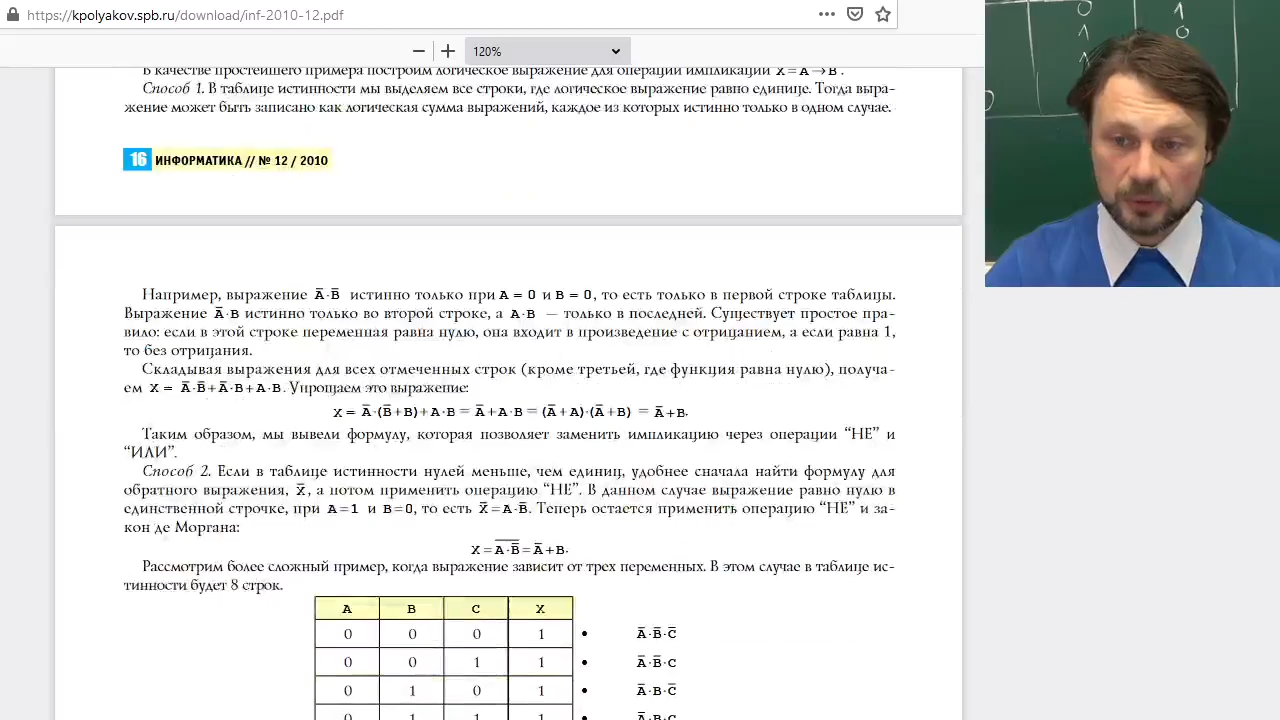 https://kpolyakov.spb.ru/download/inf-2010-12.pdf
120%
В качестве простейшего примера построим логическое выражение для операции импликации X = A → B .
Способ 1. В таблице истинности мы выделяем все строки, где логическое выражение равно единице. Тогда выра-
жение может быть записано как логическая сумма выражений, каждое из которых истинно только в одном случае.
16 ИНФОРМАТИКА // № 12 / 2010
Например, выражение A̅·B̅ истинно только при A = 0 и B = 0, то есть только в первой строке таблицы.
Выражение A̅·B истинно только во второй строке, а A·B — только в последней. Существует простое пра-
вило: если в этой строке переменная равна нулю, она входит в произведение с отрицанием, а если равна 1,
то без отрицания.
Складывая выражения для всех отмеченных строк (кроме третьей, где функция равна нулю), получа-
ем X = A̅·B̅+A̅·B+A·B. Упрощаем это выражение:
X = A̅·(B̅+B)+A·B = A̅+A·B = (A̅+A)·(A̅+B) = A̅+B.
Таким образом, мы вывели формулу, которая позволяет заменить импликацию через операции “НЕ” и
“ИЛИ”.
Способ 2. Если в таблице истинности нулей меньше, чем единиц, удобнее сначала найти формулу для
обратного выражения, X̅, а потом применить операцию “НЕ”. В данном случае выражение равно нулю в
единственной строчке, при A=1 и B=0, то есть X̅=A·B̅. Теперь остается применить операцию “НЕ” и за-
кон де Моргана:
X = A̅·̅B̅̅ = A̅+B.
Рассмотрим более сложный пример, когда выражение зависит от трех переменных. В этом случае в таблице ис-
тинности будет 8 строк.
A B C X
0 0 0 1 • A̅·B̅·C̅
0 0 1 1 • A̅·B̅·C
0 1 0 1 • A̅·B·C̅
0 1 1 1 • A̅·B·C
0 1
1 0